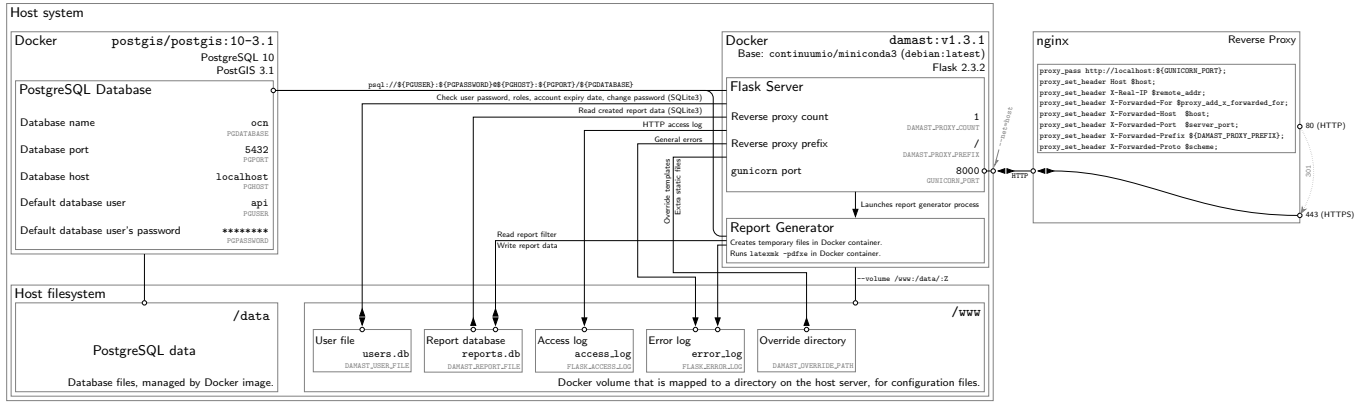 Host system
Docker postgis/postgis:10-3.1
PostgreSQL 10
PostGIS 3.1
PostgreSQL Database
Database name ocn
PGDATABASE
Database port 5432
PGPORT
Database host localhost
PGHOST
Default database user api
PGUSER
Default database user's password ********
PGPASSWORD
psql://${PGUSER}:${PGPASSWORD}@${PGHOST}:${PGPORT}/${PGDATABASE}
Check user password, roles, account expiry date, change password (SQLite3)
Read created report data (SQLite3)
HTTP access log
General errors
Override templates
Extra static files
Read report filter
Write report data
Docker damast:v1.3.1
Base: continuumio/miniconda3 (debian:latest)
Flask 2.3.2
Flask Server
Reverse proxy count 1
DAMAST_PROXY_COUNT
Reverse proxy prefix /
DAMAST_PROXY_PREFIX
gunicorn port 8000
GUNICORN_PORT
Launches report generator process
Report Generator
Creates temporary files in Docker container.
Runs latexmk -pdfxe in Docker container.
--volume /www:/data/:Z
--net=host
HTTP
nginx Reverse Proxy
proxy_pass http://localhost:${GUNICORN_PORT};
proxy_set_header Host $host;
proxy_set_header X-Real-IP $remote_addr;
proxy_set_header X-Forwarded-For $proxy_add_x_forwarded_for;
proxy_set_header X-Forwarded-Host $host;
proxy_set_header X-Forwarded-Port $server_port;
proxy_set_header X-Forwarded-Prefix ${DAMAST_PROXY_PREFIX};
proxy_set_header X-Forwarded-Proto $scheme;
80 (HTTP)
301
443 (HTTPS)
Host filesystem
/data
PostgreSQL data
Database files, managed by Docker image.
/www
User file
users.db
DAMAST_USER_FILE
Report database
reports.db
DAMAST_REPORT_FILE
Access log
access_log
FLASK_ACCESS_LOG
Error log
error_log
FLASK_ERROR_LOG
Override directory
DAMAST_OVERRIDE_PATH
Docker volume that is mapped to a directory on the host server, for configuration files.